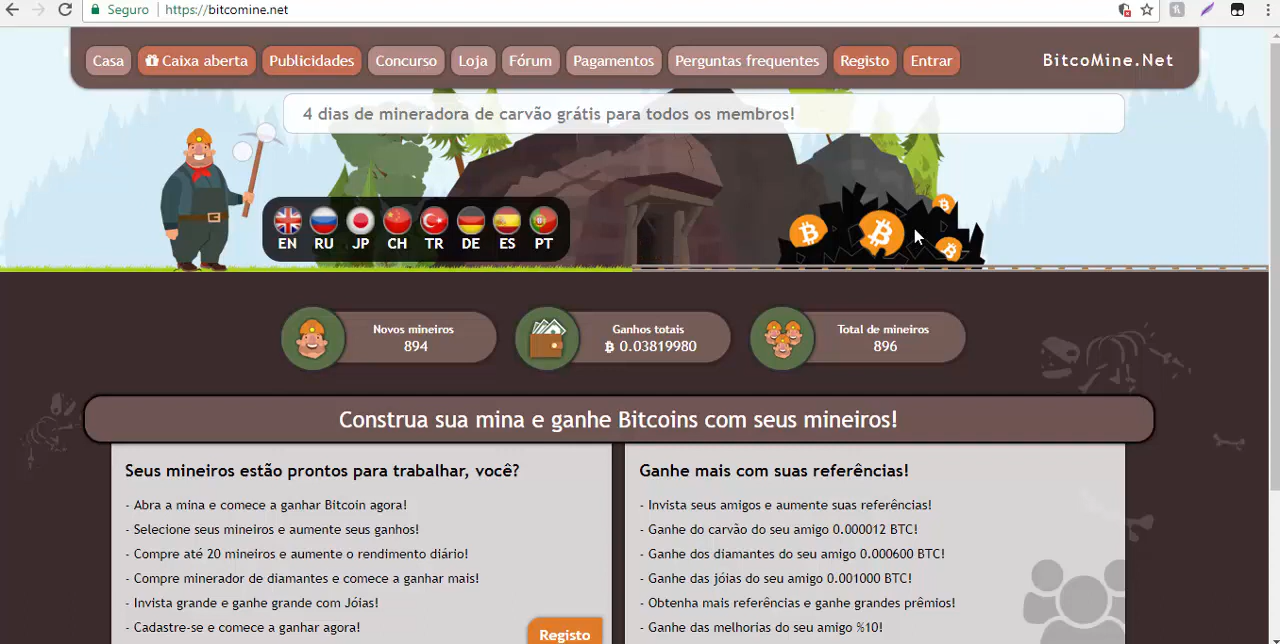 Seguro https://bitcomine.net
Casa Caixa aberta Publicidades Concurso Loja Fórum Pagamentos Perguntas frequentes Registo Entrar BitcoMine.Net
4 dias de mineradora de carvão grátis para todos os membros!
EN RU JP CH TR DE ES PT
Novos mineiros
894
Ganhos totais
₿ 0.03819980
Total de mineiros
896
Construa sua mina e ganhe Bitcoins com seus mineiros!
Seus mineiros estão prontos para trabalhar, você?
- Abra a mina e comece a ganhar Bitcoin agora!
- Selecione seus mineiros e aumente seus ganhos!
- Compre até 20 mineiros e aumente o rendimento diário!
- Compre minerador de diamantes e comece a ganhar mais!
- Invista grande e ganhe grande com Jóias!
- Cadastre-se e comece a ganhar agora!
Registo
Ganhe mais com suas referências!
- Invista seus amigos e aumente suas referências!
- Ganhe do carvão do seu amigo 0.000012 BTC!
- Ganhe dos diamantes do seu amigo 0.000600 BTC!
- Ganhe das jóias do seu amigo 0.001000 BTC!
- Obtenha mais referências e ganhe grandes prêmios!
- Ganhe das melhorias do seu amigo %10!